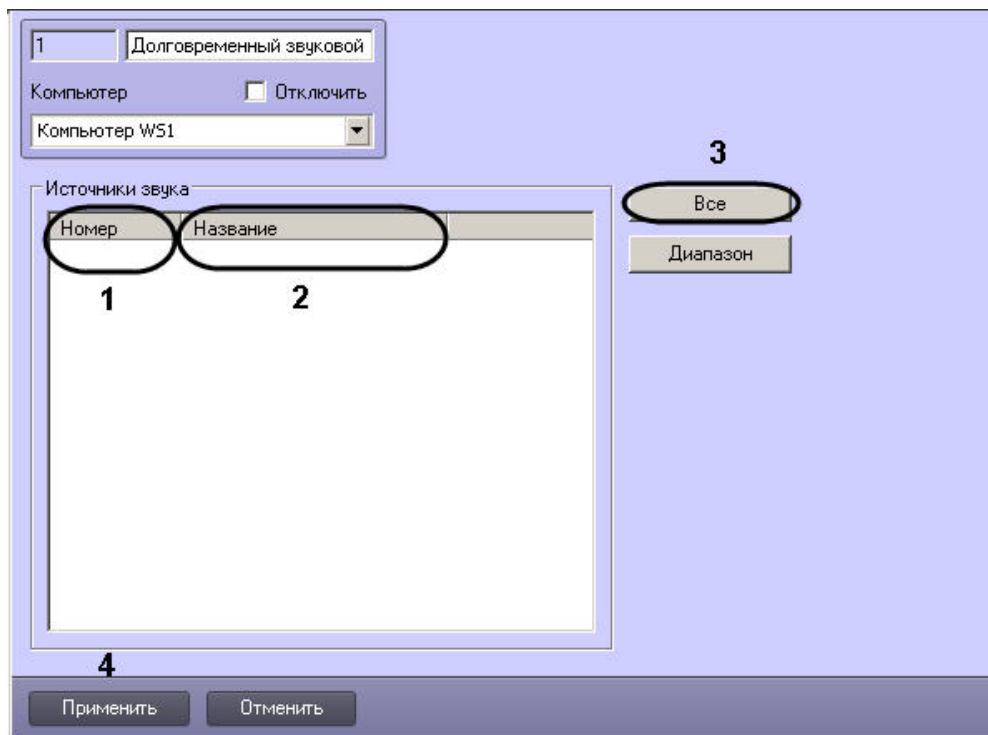 1 Долговременный звуковой
Компьютер Отключить
Компьютер WS1
3
Источники звука
Все
Номер Название
Диапазон
1 2
4
Применить Отменить